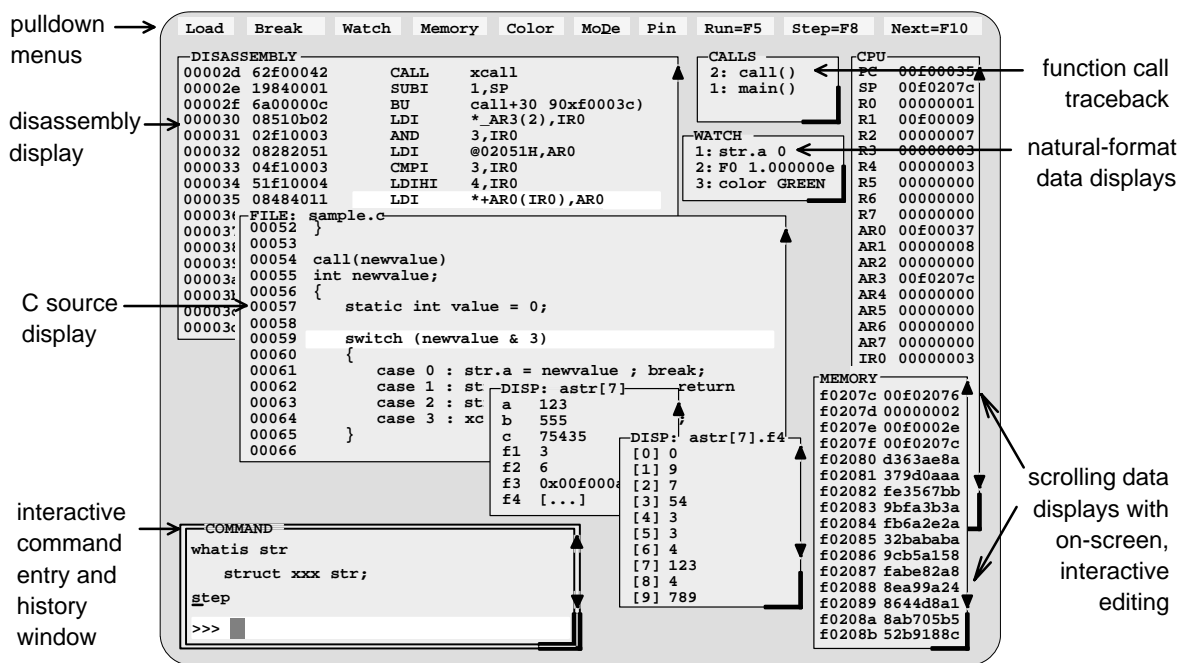 pulldown
menus
Load Break Watch Memory Color MoDe Pin Run=F5 Step=F8 Next=F10
DISASSEMBLY
00002d 62f00042 CALL xcall
00002e 19840001 SUBI 1,SP
00002f 6a00000c BU call+30 90xf0003c)
000030 08510b02 LDI *_AR3(2),IR0
000031 02f10003 AND 3,IR0
000032 08282051 LDI @02051H,AR0
000033 04f10003 CMPI 3,IR0
000034 51f10004 LDIHI 4,IR0
000035 08484011 LDI *+AR0(IR0),AR0
00003
00003
00003
00003
00003
00003
00003
00003
disassembly
display
CALLS
2: call()
1: main()
function call
traceback
WATCH
1: str.a 0
2: F0 1.000000e
3: color GREEN
natural-format
data displays
CPU
PC 00f00035
SP 00f0207c
R0 00000001
R1 00f00009
R2 00000007
R3 00000003
R4 00000003
R5 00000000
R6 00000000
R7 00000000
AR0 00f00037
AR1 00000008
AR2 00000000
AR3 00f0207c
AR4 00000000
AR5 00000000
AR6 00000000
AR7 00000000
IR0 00000003
FILE: sample.c
00052 }
00053
00054 call(newvalue)
00055 int newvalue;
00056 {
00057 static int value = 0;
00058
00059 switch (newvalue & 3)
00060 {
00061 case 0 : str.a = newvalue ; break;
00062 case 1 : st return
00063 case 2 : st
00064 case 3 : xc ;
00065 }
00066
C source
display
DISP: astr[7]
a 123
b 555
c 75435
f1 3
f2 6
f3 0x00f000
f4 [...]
DISP: astr[7].f4
[0] 0
[1] 9
[2] 7
[3] 54
[4] 3
[5] 3
[6] 4
[7] 123
[8] 4
[9] 789
MEMORY
f0207c 00f02076
f0207d 00000002
f0207e 00f0002e
f0207f 00f0207c
f02080 d363ae8a
f02081 379d0aaa
f02082 fe3567bb
f02083 9bfa3b3a
f02084 fb6a2e2a
f02085 32bababa
f02086 9cb5a158
f02087 fabe82a8
f02088 8ea99a24
f02089 8644d8a1
f0208a 8ab705b5
f0208b 52b9188c
scrolling data
displays with
on-screen,
interactive
editing
interactive
command
entry and
history
window
COMMAND
whatis str
struct xxx str;
step
>>>